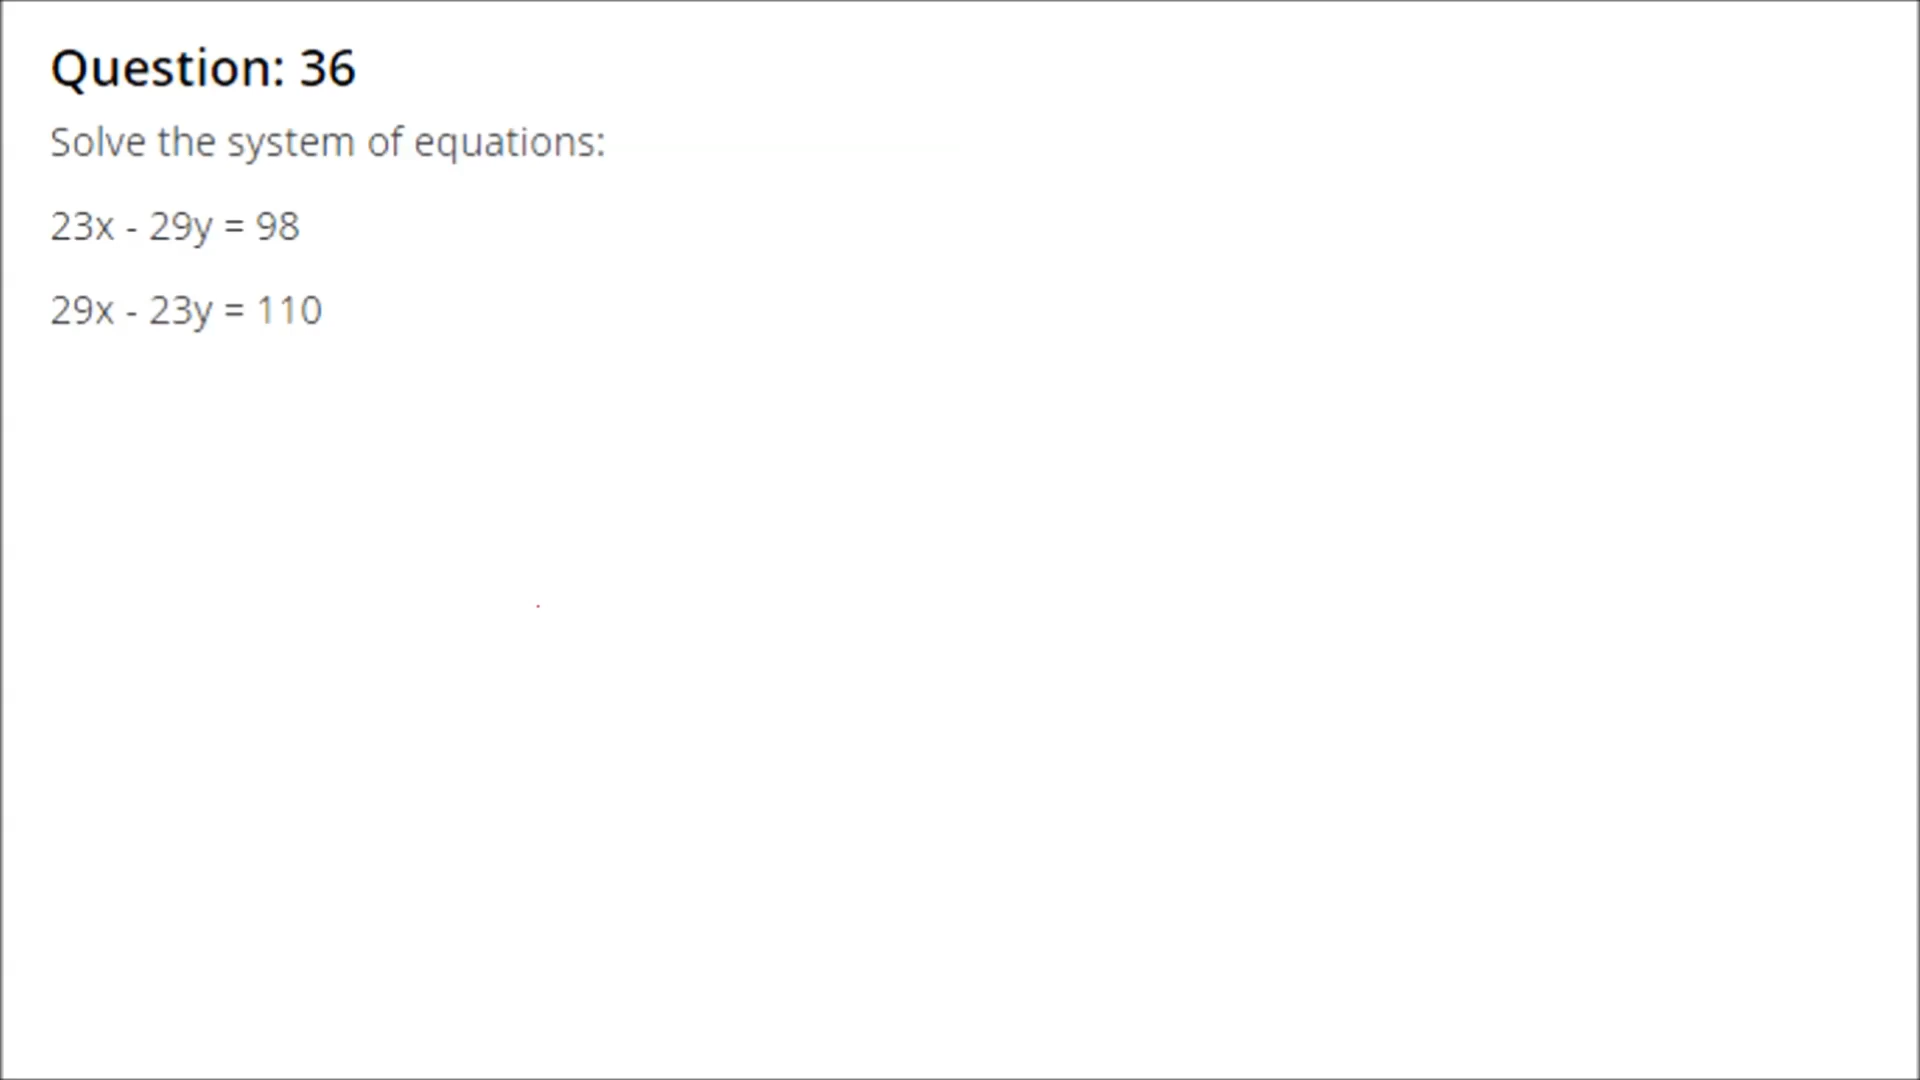 Question: 36
Solve the system of equations:
23x - 29y = 98
29x - 23y = 110